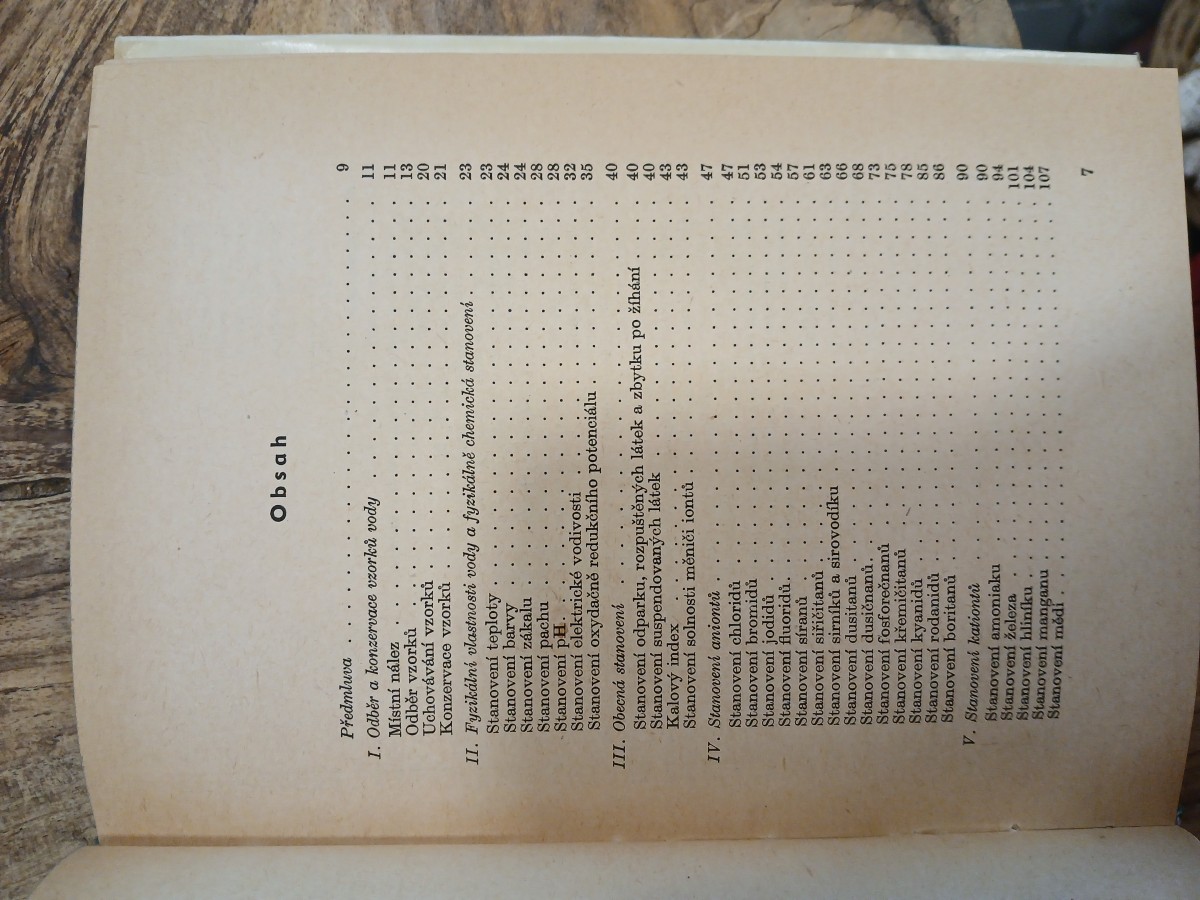 Obsah
Předmluva . . . . . . . . . . . . . . . . . . . . 9
I. Odběr a konzervace vzorků vody . . . . . . . . . . . 11
Místní nález . . . . . . . . . . . . . . . . . . 11
Odběr vzorků . . . . . . . . . . . . . . . . . . 13
Uchovávání vzorků . . . . . . . . . . . . . . . . 20
Konzervace vzorků . . . . . . . . . . . . . . . . 21
II. Fyzikální vlastnosti vody a fyzikálně chemická stanovení . . . . 23
Stanovení teploty . . . . . . . . . . . . . . . . 23
Stanovení barvy . . . . . . . . . . . . . . . . . 24
Stanovení zákalu . . . . . . . . . . . . . . . . 24
Stanovení pachu . . . . . . . . . . . . . . . . . 28
Stanovení pH . . . . . . . . . . . . . . . . . . 28
Stanovení elektrické vodivosti . . . . . . . . . . . . 32
Stanovení oxydačně redukčního potenciálu . . . . . . . . 35
III. Obecná stanovení . . . . . . . . . . . . . . . . 40
Stanovení odparku, rozpuštěných látek a zbytku po žíhání . . . 40
Stanovení suspendovaných látek . . . . . . . . . . . 40
Kalový index . . . . . . . . . . . . . . . . . . 43
Stanovení solnosti měniči iontů . . . . . . . . . . . 43
IV. Stanovení aniontů . . . . . . . . . . . . . . . . 47
Stanovení chloridů . . . . . . . . . . . . . . . . 47
Stanovení bromidů . . . . . . . . . . . . . . . . 51
Stanovení jodidů . . . . . . . . . . . . . . . . 53
Stanovení fluoridů . . . . . . . . . . . . . . . . 54
Stanovení síranů . . . . . . . . . . . . . . . . 57
Stanovení siřičitanů . . . . . . . . . . . . . . . 61
Stanovení sirníků a sirovodíku . . . . . . . . . . . . 63
Stanovení dusitanů . . . . . . . . . . . . . . . . 66
Stanovení dusičnanů . . . . . . . . . . . . . . . 68
Stanovení fosforečnanů . . . . . . . . . . . . . . 73
Stanovení křemičitanů . . . . . . . . . . . . . . . 75
Stanovení kyanidů . . . . . . . . . . . . . . . . 78
Stanovení rodanidů . . . . . . . . . . . . . . . . 85
Stanovení boritanů . . . . . . . . . . . . . . . . 86
V. Stanovení kationtů . . . . . . . . . . . . . . . . 90
Stanovení amoniaku . . . . . . . . . . . . . . . . 90
Stanovení železa . . . . . . . . . . . . . . . . 94
Stanovení hliníku . . . . . . . . . . . . . . . . 101
Stanovení manganu . . . . . . . . . . . . . . . . 104
Stanovení mědi . . . . . . . . . . . . . . . . . 107
7